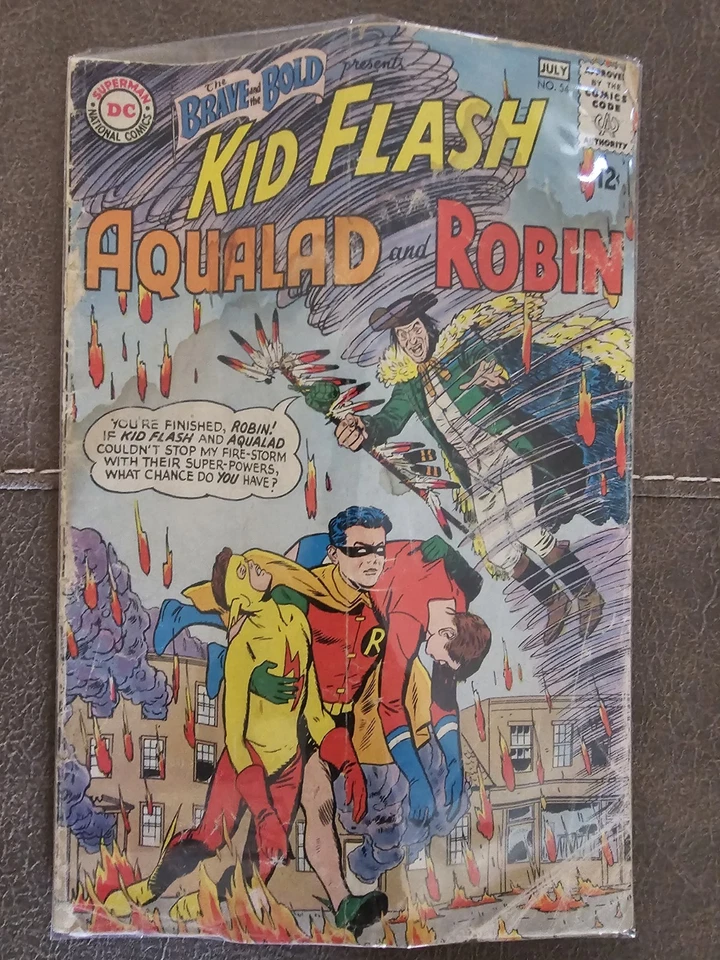 SUPERMAN
DC
NATIONAL COMICS
The
BRAVE and the BOLD
presents
JULY
NO. 54
APPROVED
BY THE
COMICS
CODE
AUTHORITY
12¢
KID FLASH
AQUALAD and ROBIN
YOU'RE FINISHED, ROBIN!
IF KID FLASH AND AQUALAD
COULDN'T STOP MY FIRE-STORM
WITH THEIR SUPER-POWERS,
WHAT CHANCE DO YOU HAVE?
R